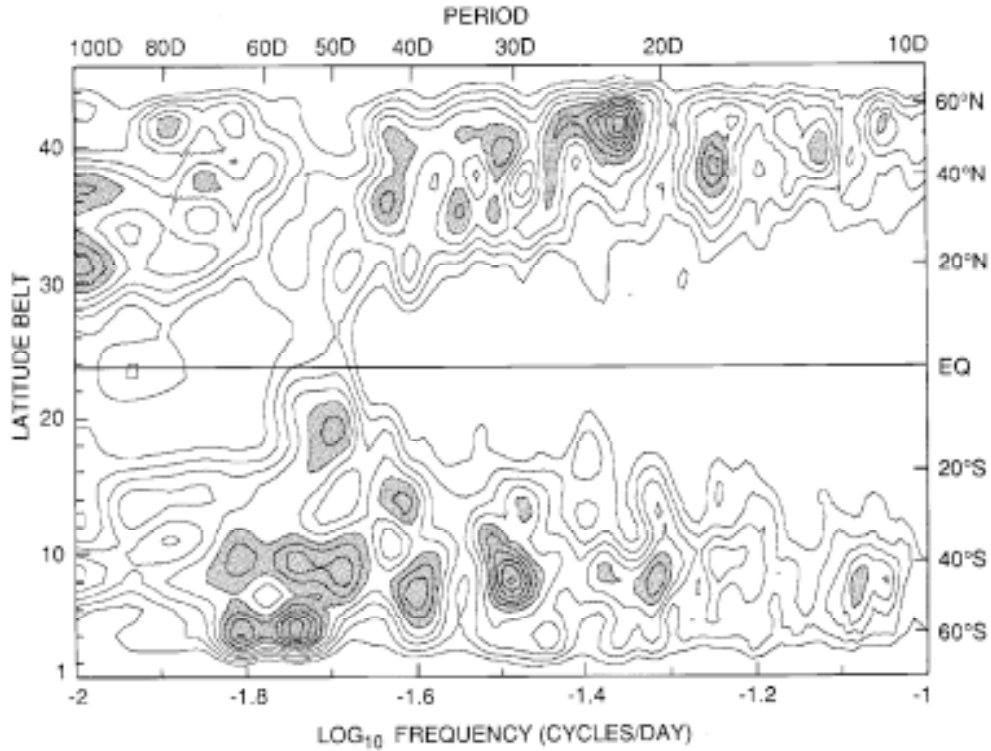 PERIOD
100D 80D 60D 50D 40D 30D 20D 10D
60°N
40
40°N
20°N
30
EQ
20
20°S
10
40°S
60°S
1
-2 -1.8 -1.6 -1.4 -1.2 -1
LATITUDE BELT
LOG10 FREQUENCY (CYCLES/DAY)